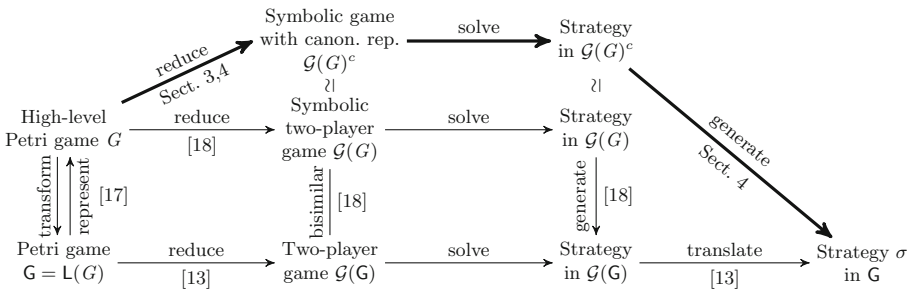 Symbolic game
with canon. rep.
𝒢(G)ᶜ
Strategy
in 𝒢(G)ᶜ
solve
reduce
Sect. 3,4
≀|
≀|
High-level
Petri game G
reduce
[18]
Symbolic
two-player
game 𝒢(G)
solve
Strategy
in 𝒢(G)
generate
Sect. 4
transform
represent
[17]
bisimilar
[18]
generate
[18]
Petri game
G = L(G)
reduce
[13]
Two-player
game 𝒢(G)
solve
Strategy
in 𝒢(G)
translate
[13]
Strategy σ
in G